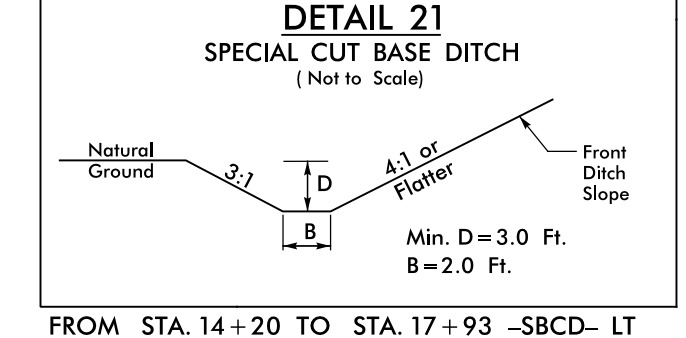 DETAIL 21
SPECIAL CUT BASE DITCH
( Not to Scale)
Natural
Ground
3:1
D
B
4:1 or
Flatter
Front
Ditch
Slope
Min. D=3.0 Ft.
B=2.0 Ft.
FROM STA. 14+20 TO STA. 17+93 –SBCD– LT